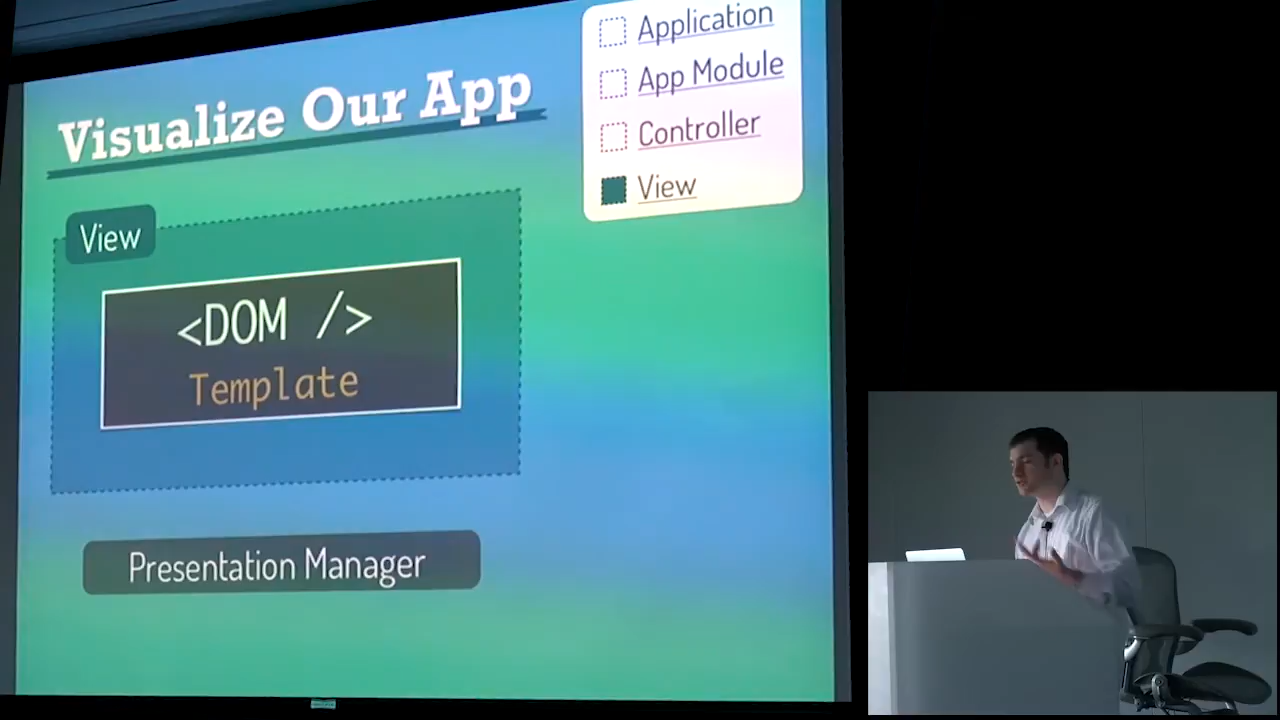 Visualize Our App
Application
App Module
Controller
View
View
<DOM />
Template
Presentation Manager